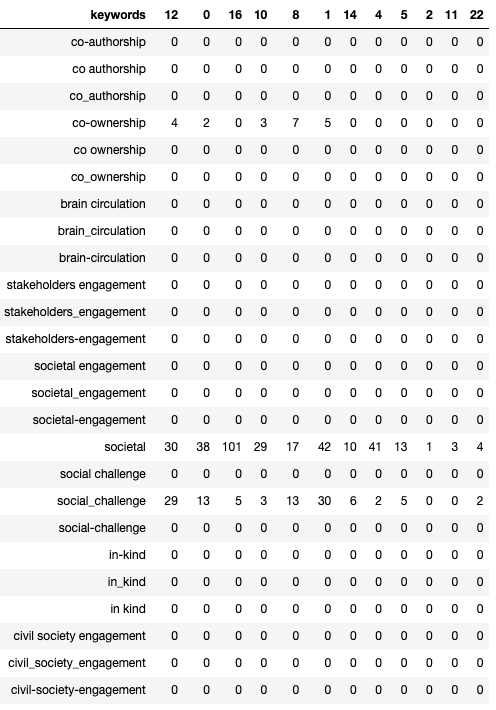 keywords 12 0 16 10 8 1 14 4 5 2 11 22
co-authorship 0 0 0 0 0 0 0 0 0 0 0 0
co authorship 0 0 0 0 0 0 0 0 0 0 0 0
co_authorship 0 0 0 0 0 0 0 0 0 0 0 0
co-ownership 4 2 0 3 7 5 0 0 0 0 0 0
co ownership 0 0 0 0 0 0 0 0 0 0 0 0
co_ownership 0 0 0 0 0 0 0 0 0 0 0 0
brain circulation 0 0 0 0 0 0 0 0 0 0 0 0
brain_circulation 0 0 0 0 0 0 0 0 0 0 0 0
brain-circulation 0 0 0 0 0 0 0 0 0 0 0 0
stakeholders engagement 0 0 0 0 0 0 0 0 0 0 0 0
stakeholders_engagement 0 0 0 0 0 0 0 0 0 0 0 0
stakeholders-engagement 0 0 0 0 0 0 0 0 0 0 0 0
societal engagement 0 0 0 0 0 0 0 0 0 0 0 0
societal_engagement 0 0 0 0 0 0 0 0 0 0 0 0
societal-engagement 0 0 0 0 0 0 0 0 0 0 0 0
societal 30 38 101 29 17 42 10 41 13 1 3 4
social challenge 0 0 0 0 0 0 0 0 0 0 0 0
social_challenge 29 13 5 3 13 30 6 2 5 0 0 2
social-challenge 0 0 0 0 0 0 0 0 0 0 0 0
in-kind 0 0 0 0 0 0 0 0 0 0 0 0
in_kind 0 0 0 0 0 0 0 0 0 0 0 0
in kind 0 0 0 0 0 0 0 0 0 0 0 0
civil society engagement 0 0 0 0 0 0 0 0 0 0 0 0
civil_society_engagement 0 0 0 0 0 0 0 0 0 0 0 0
civil-society-engagement 0 0 0 0 0 0 0 0 0 0 0 0